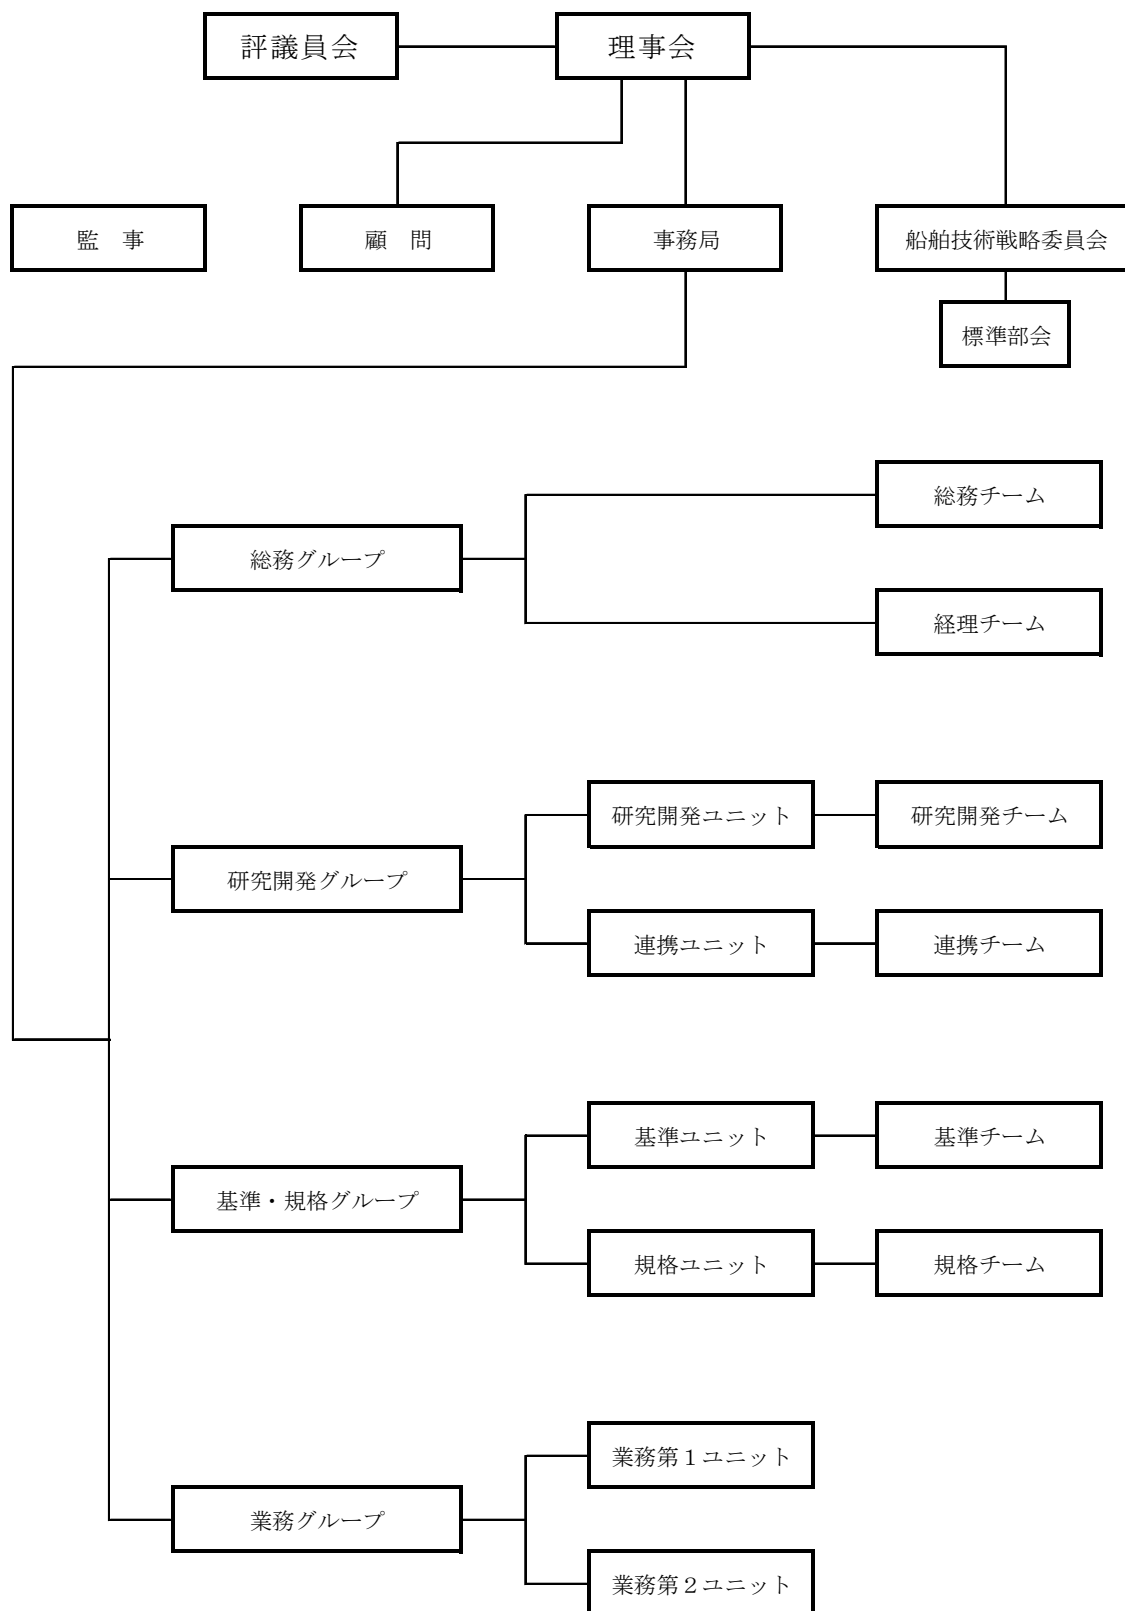 評議員会
理事会
監　事
顧　問
事務局
船舶技術戦略委員会
標準部会
総務チーム
総務グループ
経理チーム
研究開発ユニット
研究開発チーム
研究開発グループ
連携ユニット
連携チーム
基準ユニット
基準チーム
基準・規格グループ
規格ユニット
規格チーム
業務第１ユニット
業務グループ
業務第２ユニット